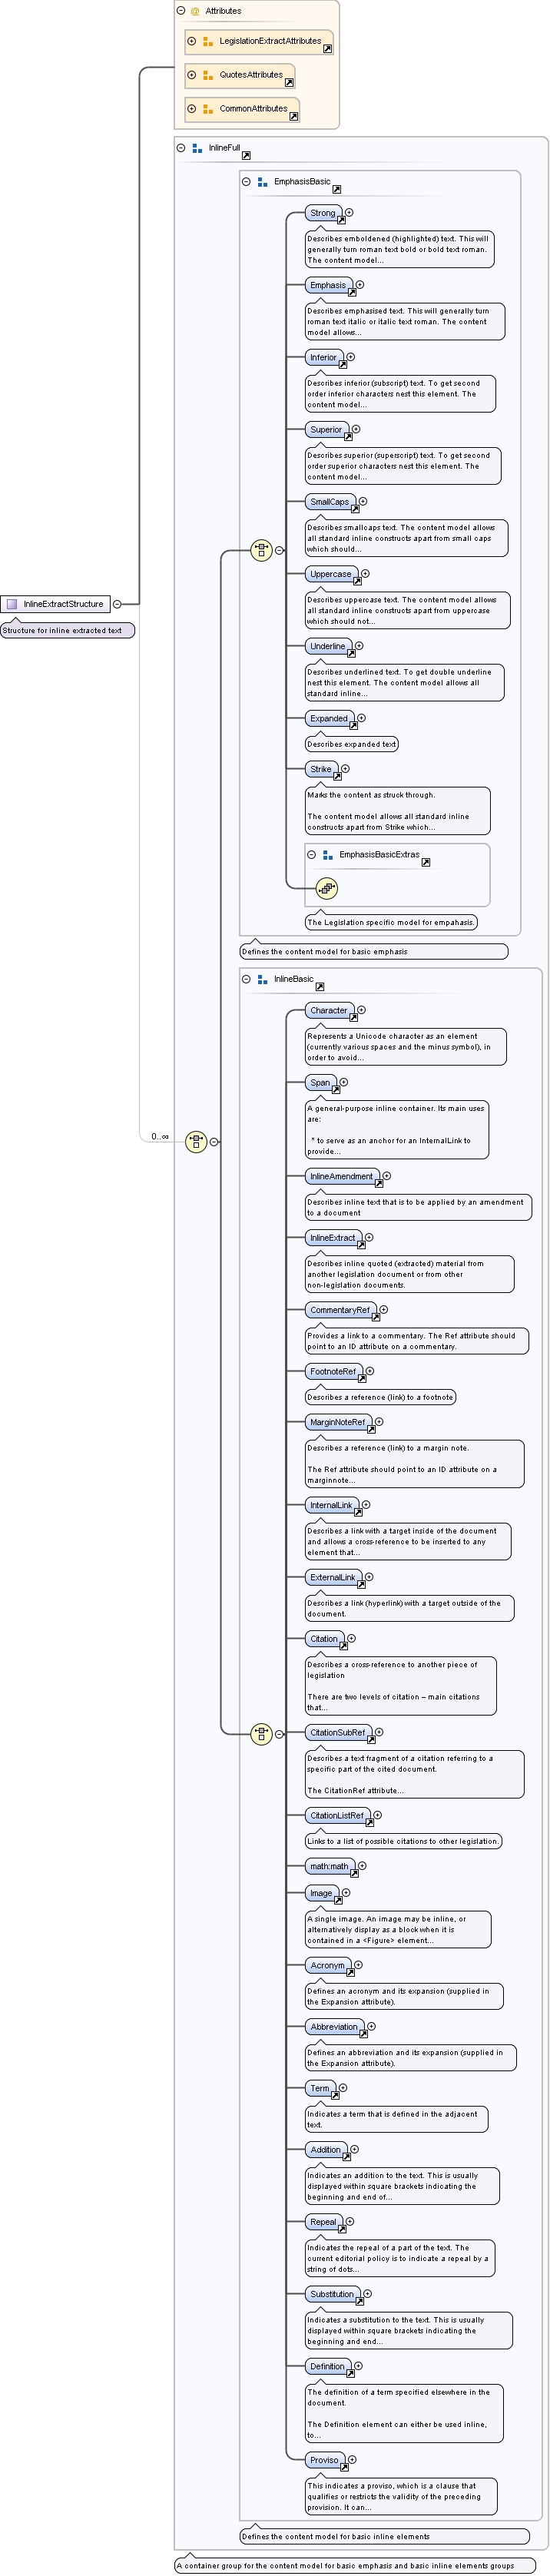 @ Attributes
LegislationExtractAttributes
QuotesAttributes
CommonAttributes
InlineFull
EmphasisBasic
Strong
Describes emboldened (highlighted) text. This will
generally turn roman text bold or bold text roman.
The content model...
Emphasis
Describes emphasised text. This will generally turn
roman text italic or italic text roman. The content
model allows...
Inferior
Describes inferior (subscript) text. To get second
order inferior characters nest this element. The
content model...
Superior
Describes superior (superscript) text. To get second
order superior characters nest this element. The
content model...
SmallCaps
Describes smallcaps text. The content model allows
all standard inline constructs apart from small caps
which should...
Uppercase
Describes uppercase text. The content model allows
all standard inline constructs apart from uppercase
which should not...
InlineExtractStructure
Structure for inline extracted text
Underline
Describes underlined text. To get double underline
nest this element. The content model allows all
standard inline...
Expanded
Describes expanded text
Strike
Marks the content as struck through.
The content model allows all standard inline
constructs apart from Strike which...
EmphasisBasicExtras
The Legislation specific model for empahasis.
Defines the content model for basic emphasis
InlineBasic
Character
Represents a Unicode character as an element
(currently various spaces and the minus symbol), in
order to avoid...
Span
A general-purpose inline container. Its main uses
are:
* to serve as an anchor for an InternalLink to
provide...
0..∞
InlineAmendment
Describes inline text that is to be applied by an amendment
to a document
InlineExtract
Describes inline quoted (extracted) material from
another legislation document or from other
non-legislation documents.
CommentaryRef
Provides a link to a commentary. The Ref attribute should
point to an ID attribute on a commentary.
FootnoteRef
Describes a reference (link) to a footnote
MarginNoteRef
Describes a reference (link) to a margin note.
The Ref attribute should point to an ID attribute on a
marginnote...
InternalLink
Describes a link with a target inside of the document
and allows a cross-reference to be inserted to any
element that...
ExternalLink
Describes a link (hyperlink) with a target outside of the
document.
Citation
Describes a cross-reference to another piece of
legislation
There are two levels of citation – main citations
that...
CitationSubRef
Describes a text fragment of a citation referring to a
specific part of the cited document.
The CitationRef attribute...
CitationListRef
Links to a list of possible citations to other legislation.
math:math
Image
A single image. An image may be inline, or
alternatively display as a block when it is
contained in a <Figure> element...
Acronym
Defines an acronym and its expansion (supplied in
the Expansion attribute).
Abbreviation
Defines an abbreviation and its expansion (supplied in
the Expansion attribute).
Term
Indicates a term that is defined in the adjacent
text.
Addition
Indicates an addition to the text. This is usually
displayed within square brackets indicating the
beginning and end of...
Repeal
Indicates the repeal of a part of the text. The
current editorial policy is to indicate a repeal by a
string of dots...
Substitution
Indicates a substitution to the text. This is usually
displayed within square brackets indicating the
beginning and end...
Definition
The definition of a term specified elsewhere in the
document.
The Definition element can either be used inline,
to...
Proviso
This indicates a proviso, which is a clause that
qualifies or restricts the validity of the preceding
provision. It can...
Defines the content model for basic inline elements
A container group for the content model for basic emphasis and basic inline elements groups